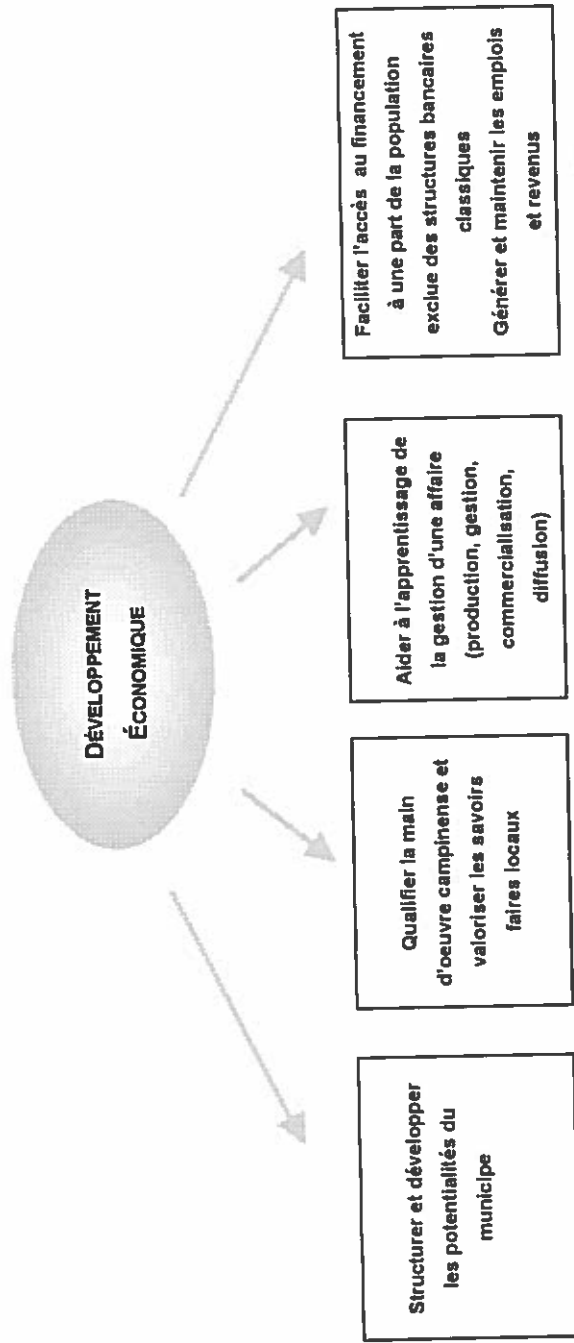 DÉVELOPPEMENT
ÉCONOMIQUE
Structurer et développer
les potentialités du
municipe
Qualifier la main
d'oeuvre campinense et
valoriser les savoirs
faires locaux
Aider à l'apprentissage de
la gestion d'une affaire
(production, gestion,
commercialisation,
diffusion)
Faciliter l'accès au financement
à une part de la population
exclue des structures bancaires
classiques
Générer et maintenir les emplois
et revenus